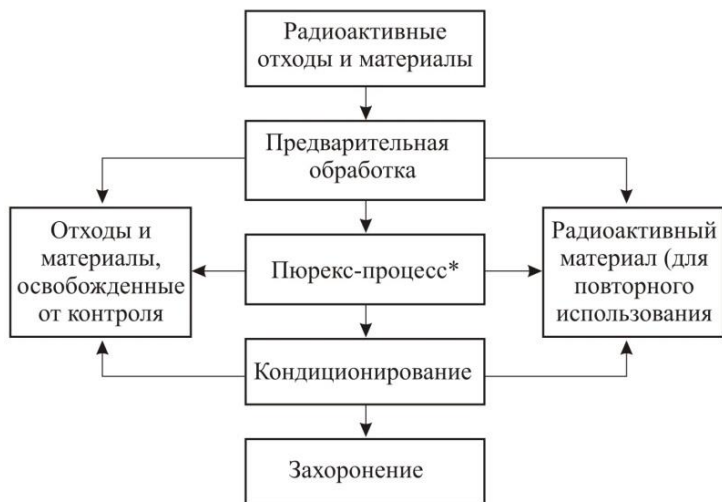 Радиоактивные
отходы и материалы
Предварительная
обработка
Отходы и
материалы,
освобожденные
от контроля
Пюрекс-процесс*
Радиоактивный
материал (для
повторного
использования
Кондиционирование
Захоронение